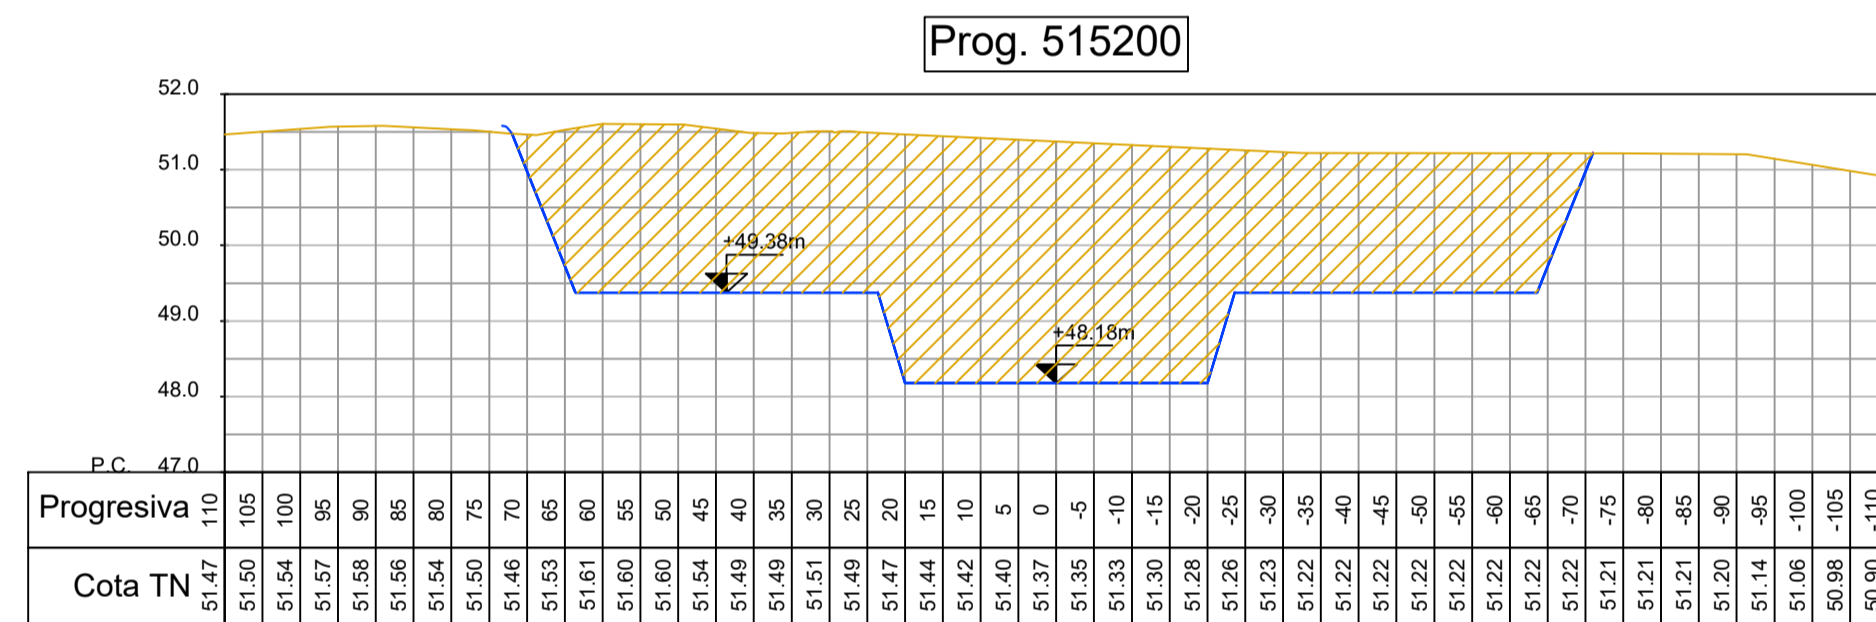 Prog. 515200
52.0
51.0
50.0
49.0
48.0
P.C. 47.0
+49.38m
+48.18m
Progresiva 110 105 100 95 90 85 80 75 70 65 60 55 50 45 40 35 30 25 20 15 10 5 0 -5 -10 -15 -20 -25 -30 -35 -40 -45 -50 -55 -60 -65 -70 -75 -80 -85 -90 -95 -100 -105 -110
Cota TN 51.47 51.50 51.54 51.57 51.58 51.56 51.54 51.50 51.46 51.53 51.61 51.60 51.60 51.54 51.49 51.49 51.51 51.49 51.47 51.44 51.42 51.40 51.37 51.35 51.33 51.30 51.28 51.26 51.23 51.22 51.22 51.22 51.22 51.22 51.22 51.22 51.22 51.21 51.21 51.21 51.20 51.14 51.06 50.98 50.90